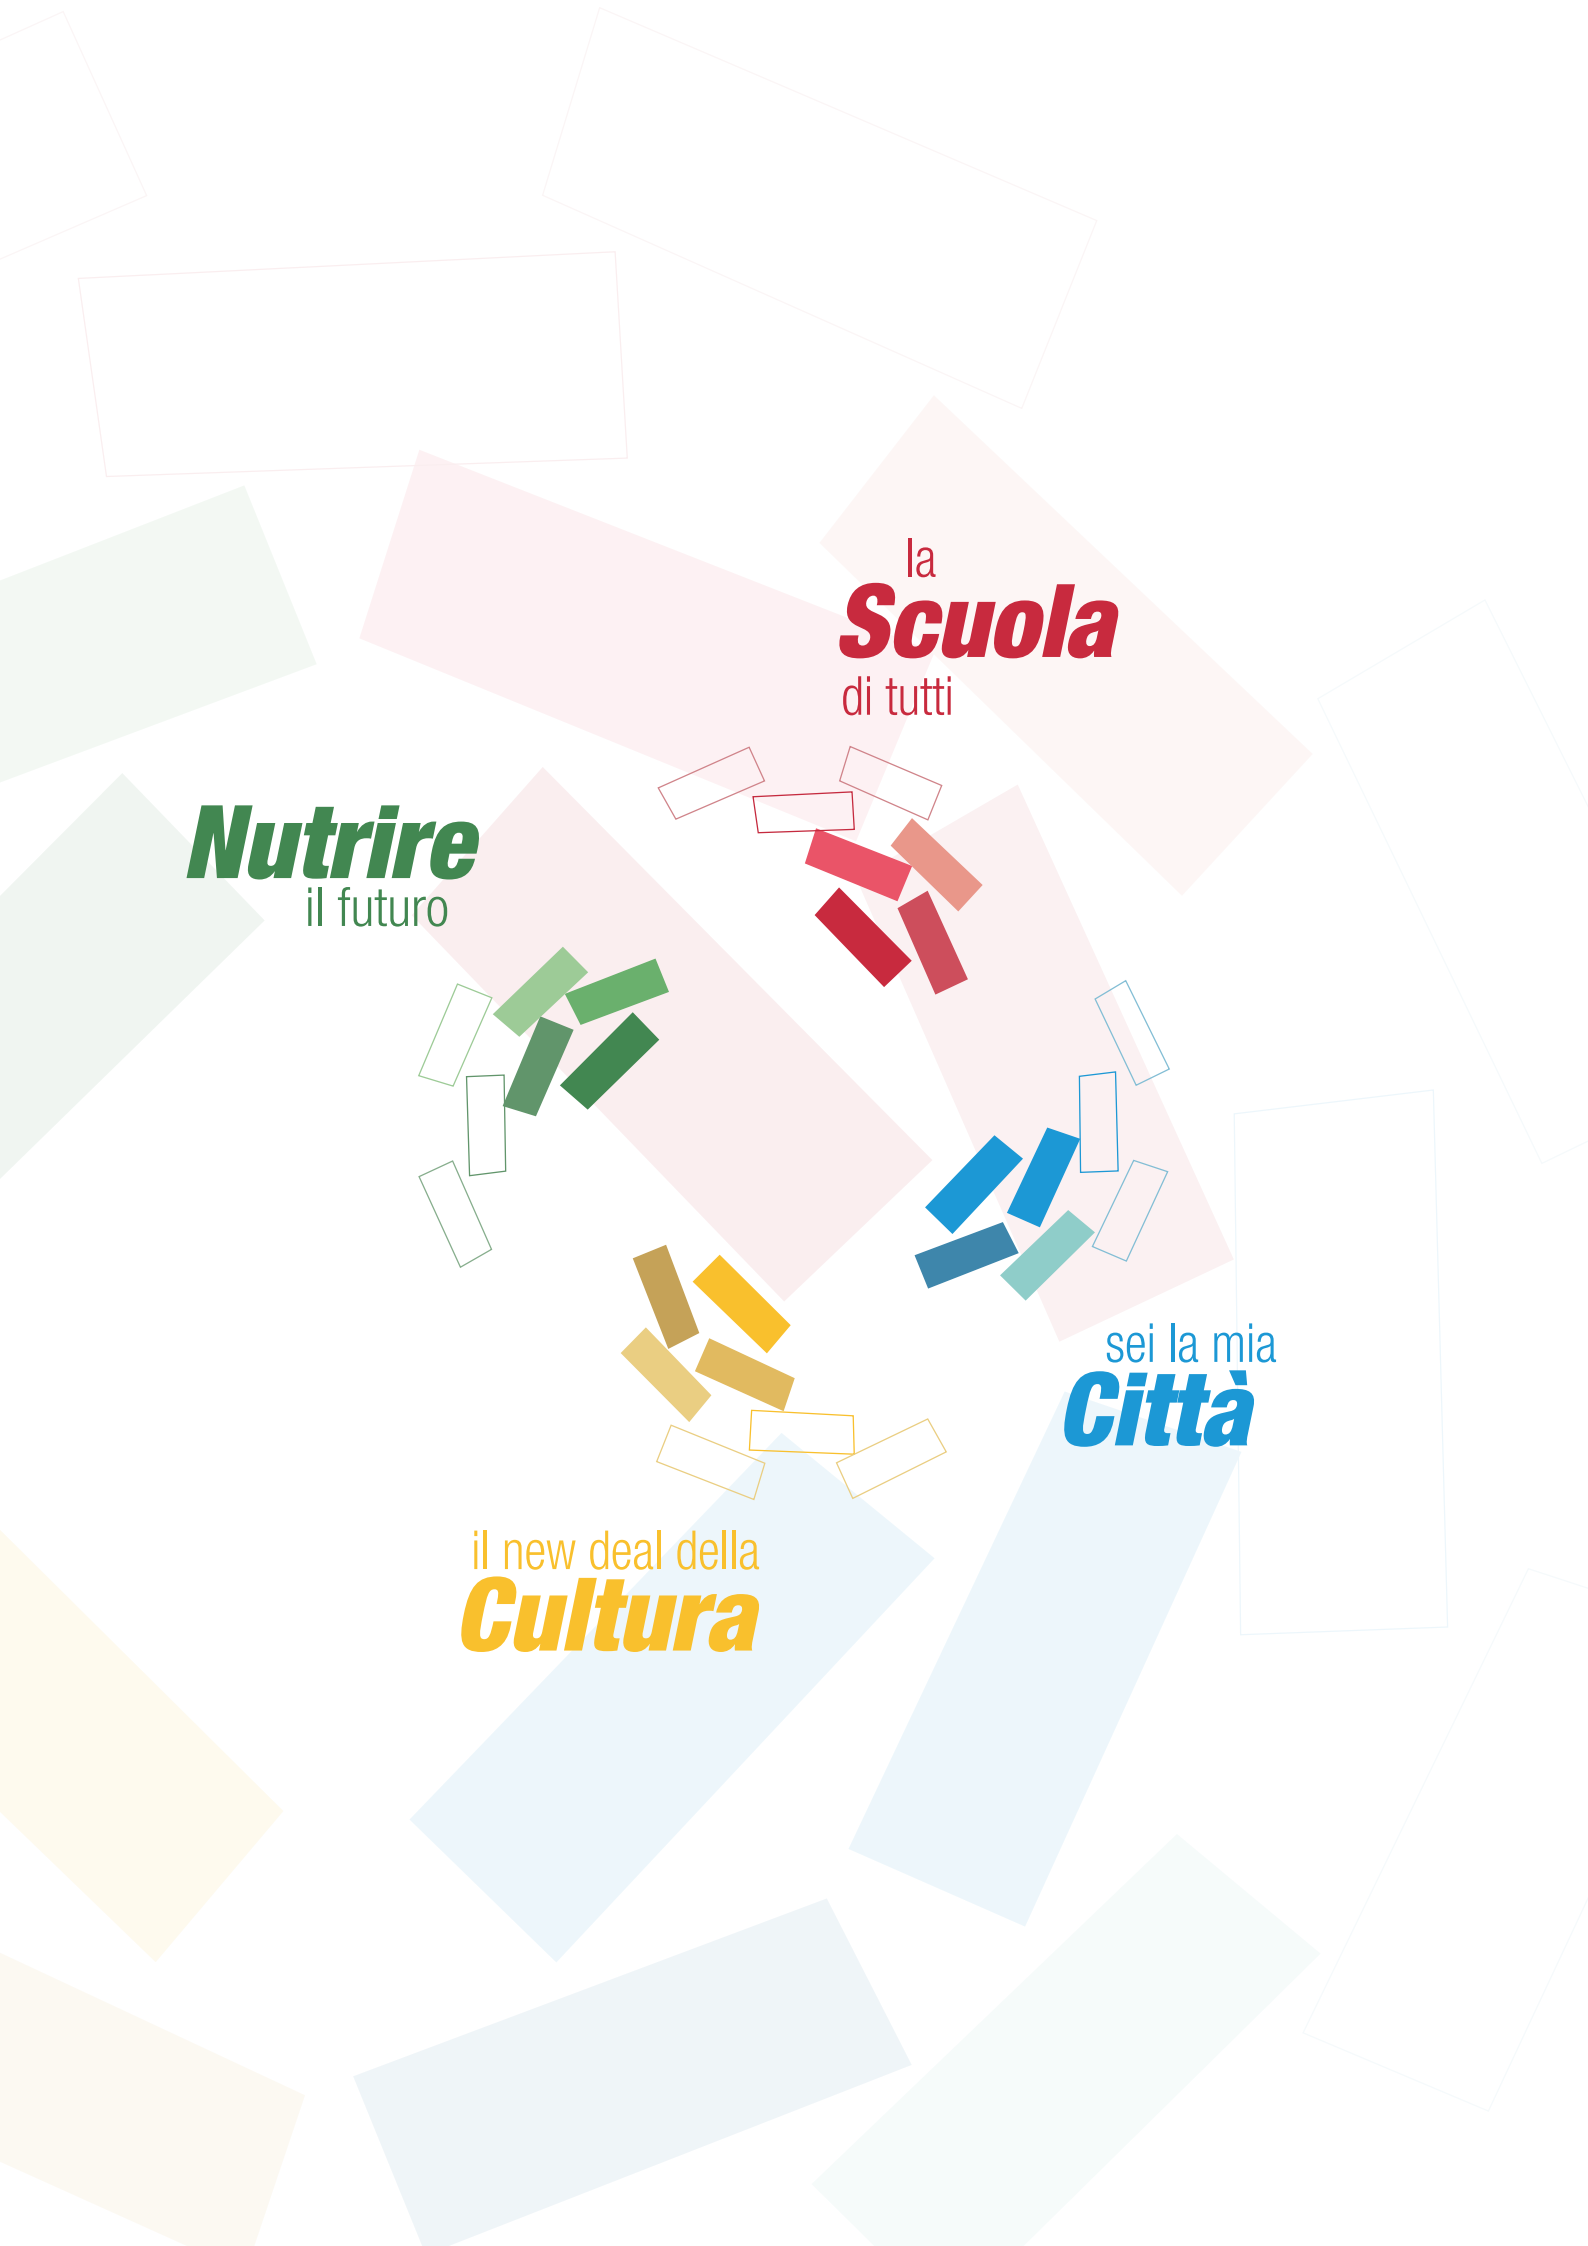 la
Scuola
di tutti
Nutrire
il futuro
sei la mia
Città
il new deal della
Cultura